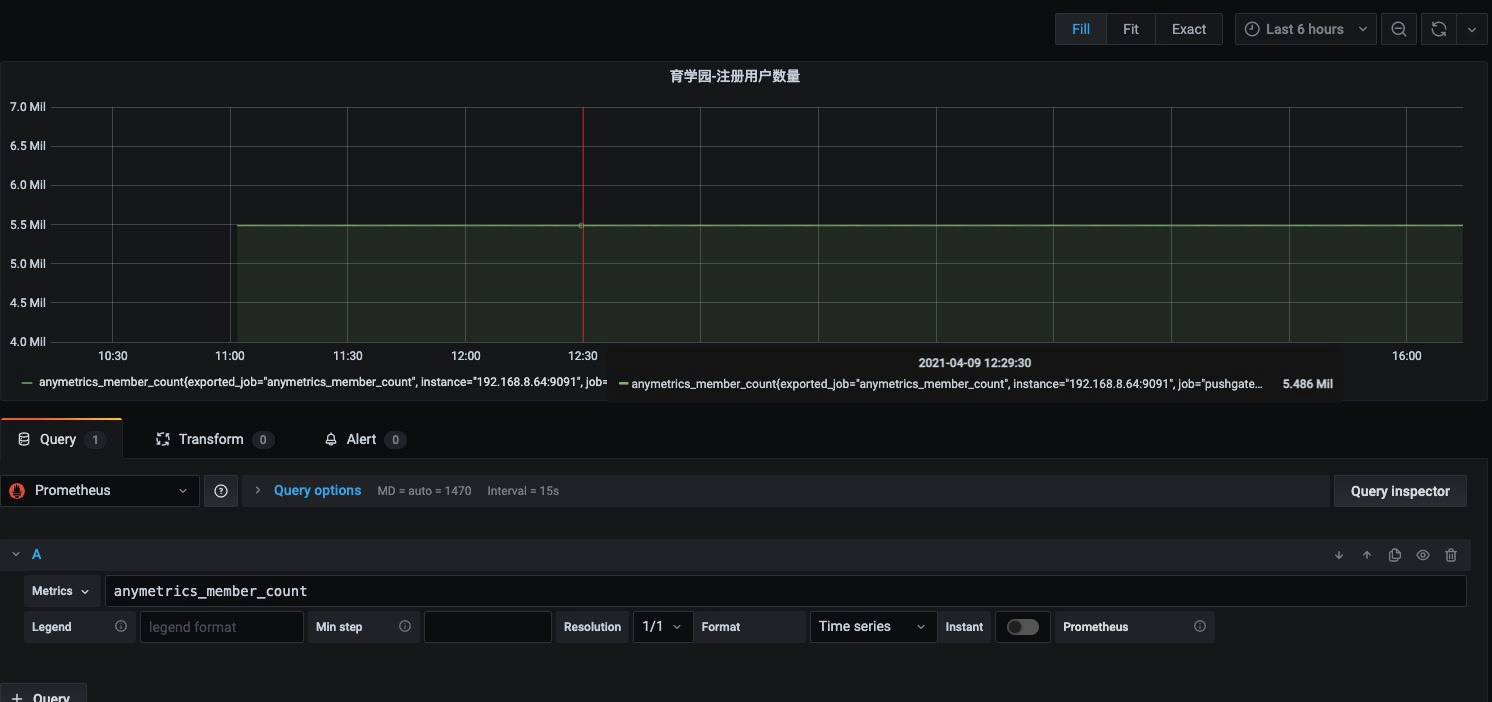 Fill Fit Exact Last 6 hours
育学园-注册用户数量
7.0 Mil
6.5 Mil
6.0 Mil
5.5 Mil
5.0 Mil
4.5 Mil
4.0 Mil
10:30 11:00 11:30 12:00 12:30 16:00
2021-04-09 12:29:30
anymetrics_member_count{exported_job="anymetrics_member_count", instance="192.168.8.64:9091", job=
anymetrics_member_count{exported_job="anymetrics_member_count", instance="192.168.8.64:9091", job="pushgate... 5.486 Mil
Query 1 Transform 0 Alert 0
Prometheus Query options MD = auto = 1470 Interval = 15s Query inspector
A
Metrics anymetrics_member_count
Legend legend format Min step Resolution 1/1 Format Time series Instant Prometheus
+ Query